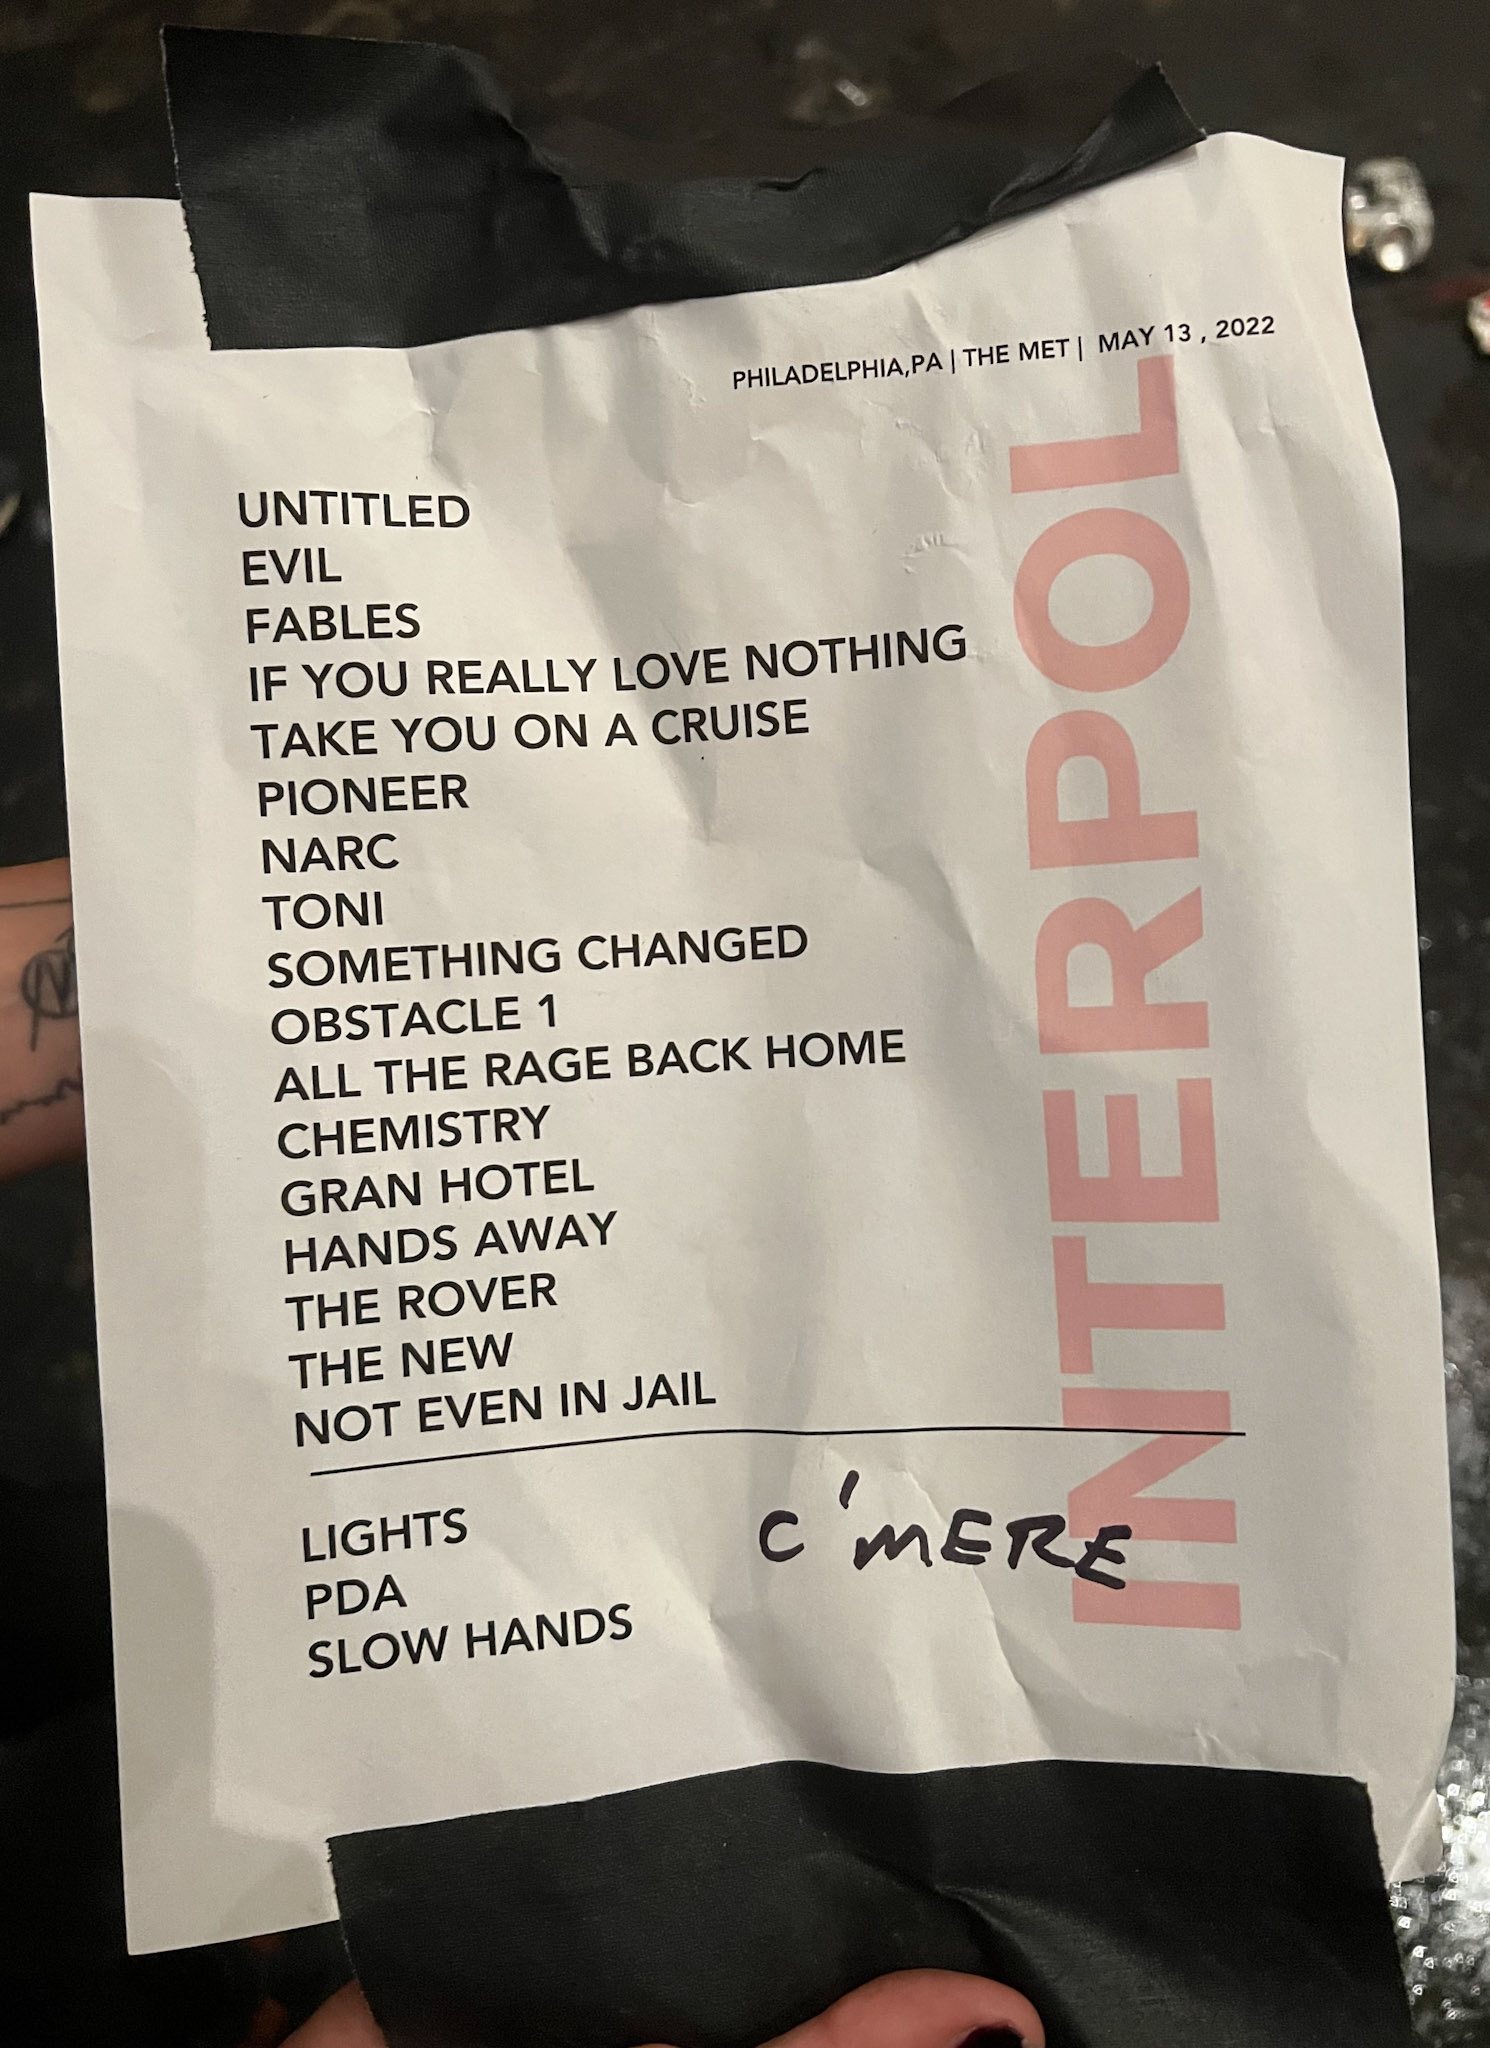 PHILADELPHIA,PA | THE MET | MAY 13 , 2022
INTERPOL
UNTITLED
EVIL
FABLES
IF YOU REALLY LOVE NOTHING
TAKE YOU ON A CRUISE
PIONEER
NARC
TONI
SOMETHING CHANGED
OBSTACLE 1
ALL THE RAGE BACK HOME
CHEMISTRY
GRAN HOTEL
HANDS AWAY
THE ROVER
THE NEW
NOT EVEN IN JAIL
LIGHTS
C'MERE
PDA
SLOW HANDS